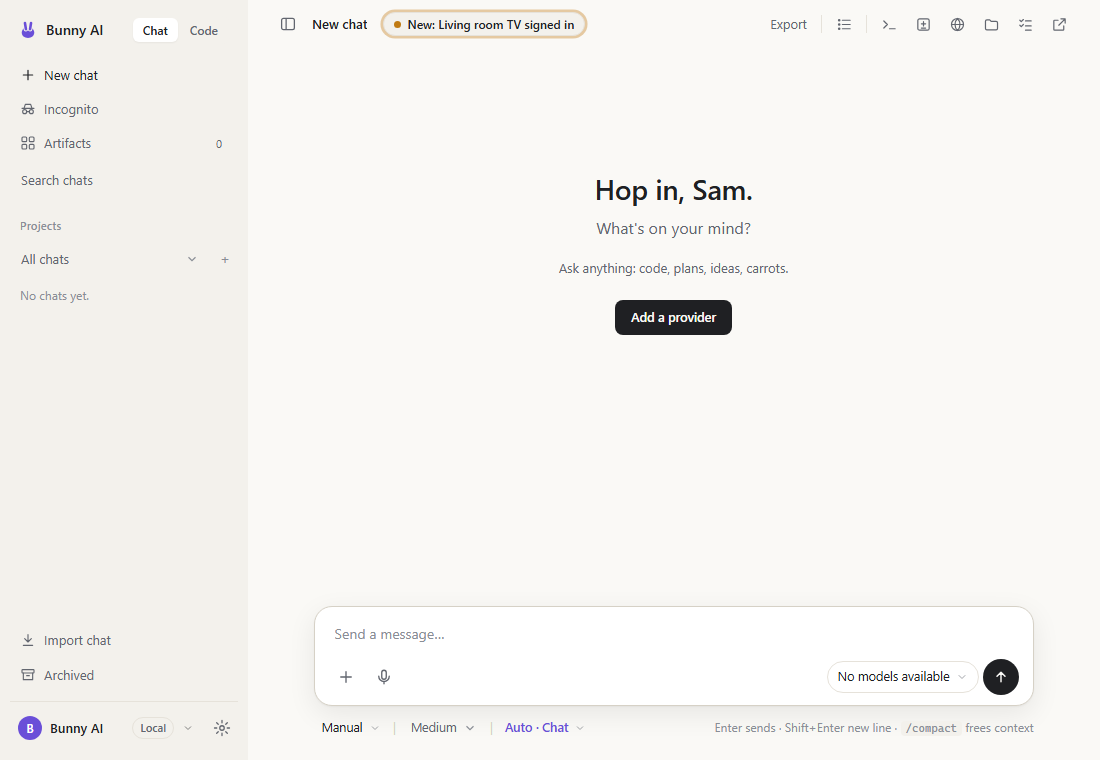 Bunny AI
Chat Code
New chat
Incognito
Artifacts 0
Search chats
Projects
All chats +
No chats yet.
Import chat
Archived
B Bunny AI Local
New chat New: Living room TV signed in Export
Hop in, Sam.
What's on your mind?
Ask anything: code, plans, ideas, carrots.
Add a provider
Send a message...
No models available
Manual Medium Auto · Chat Enter sends · Shift+Enter new line · /compact frees context